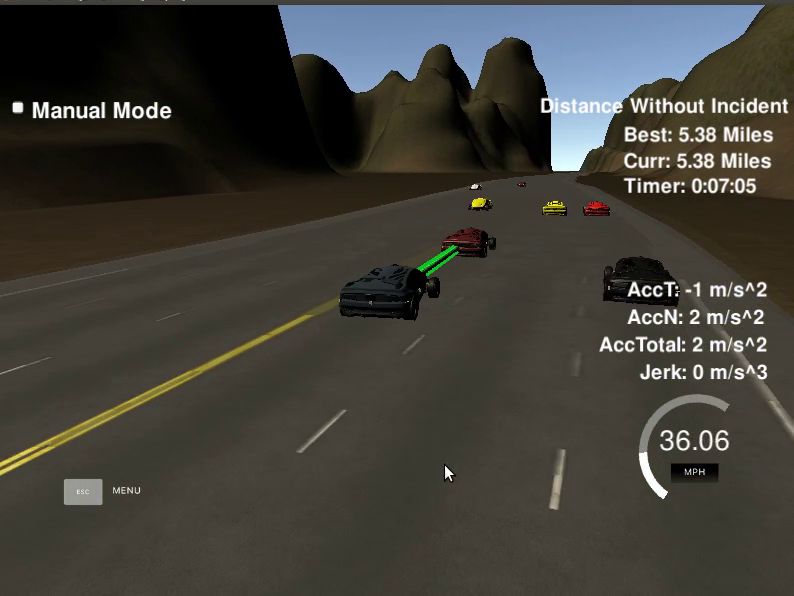 Manual Mode
Distance Without Incident
Best: 5.38 Miles
Curr: 5.38 Miles
Timer: 0:07:05
AccT: -1 m/s^2
AccN: 2 m/s^2
AccTotal: 2 m/s^2
Jerk: 0 m/s^3
36.06
MPH
ESC MENU